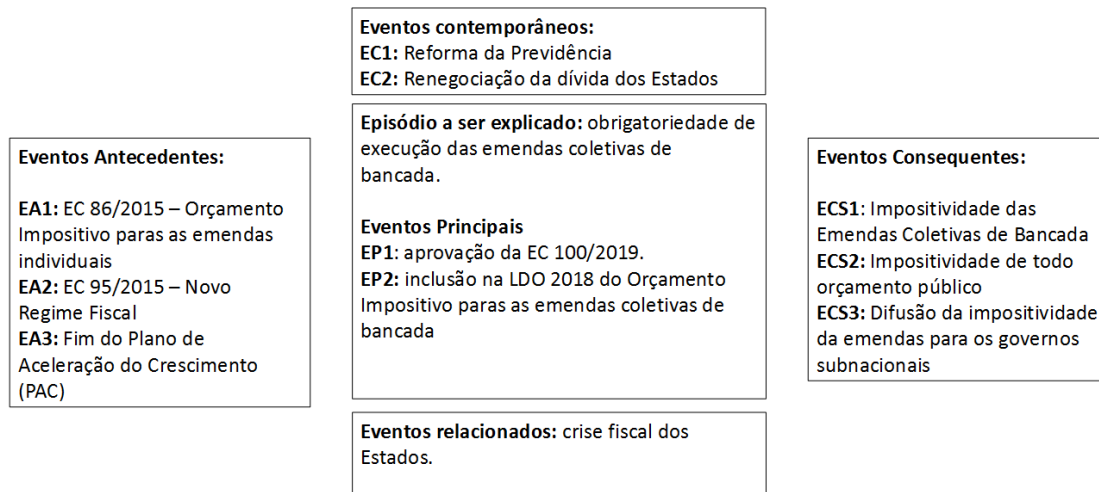 Eventos contemporâneos:
EC1: Reforma da Previdência
EC2: Renegociação da dívida dos Estados
Eventos Antecedentes:
EA1: EC 86/2015 – Orçamento
Impositivo paras as emendas
individuais
EA2: EC 95/2015 – Novo
Regime Fiscal
EA3: Fim do Plano de
Aceleração do Crescimento
(PAC)
Episódio a ser explicado: obrigatoriedade de
execução das emendas coletivas de
bancada.
Eventos Principais
EP1: aprovação da EC 100/2019.
EP2: inclusão na LDO 2018 do Orçamento
Impositivo paras as emendas coletivas de
bancada
Eventos Consequentes:
ECS1: Impositividade das
Emendas Coletivas de Bancada
ECS2: Impositividade de todo
orçamento público
ECS3: Difusão da impositividade
da emendas para os governos
subnacionais
Eventos relacionados: crise fiscal dos
Estados.